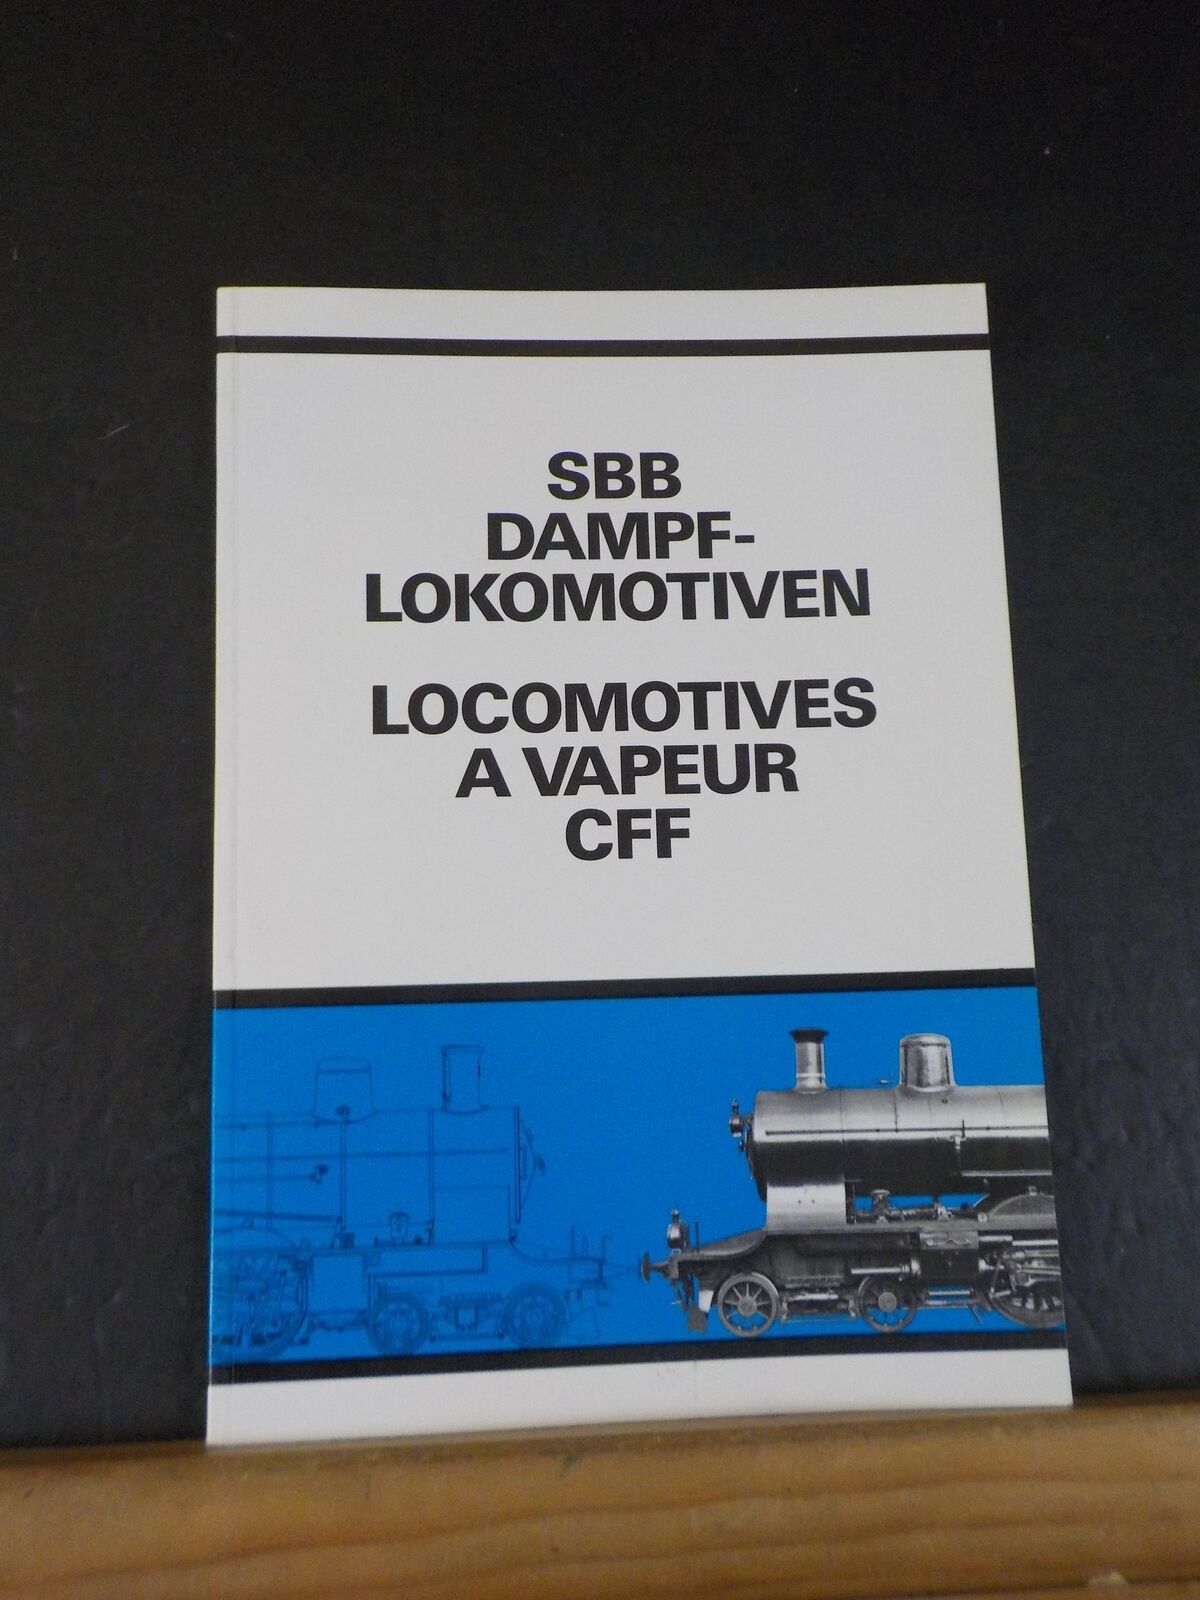 SBB
DAMPF-
LOKOMOTIVEN
LOCOMOTIVES
A VAPEUR
CFF